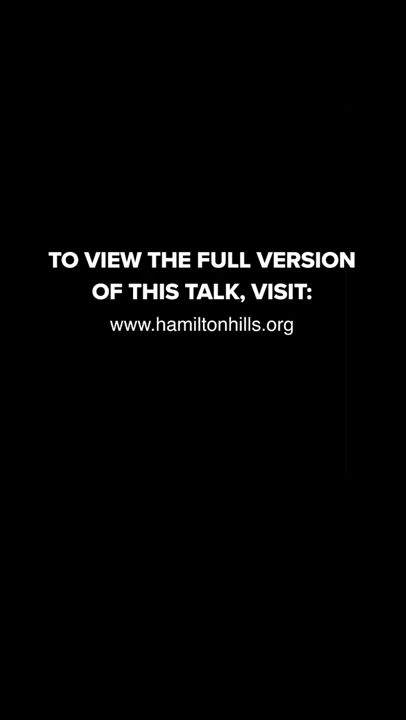 TO VIEW THE FULL VERSION
OF THIS TALK, VISIT:
www.hamiltonhills.org